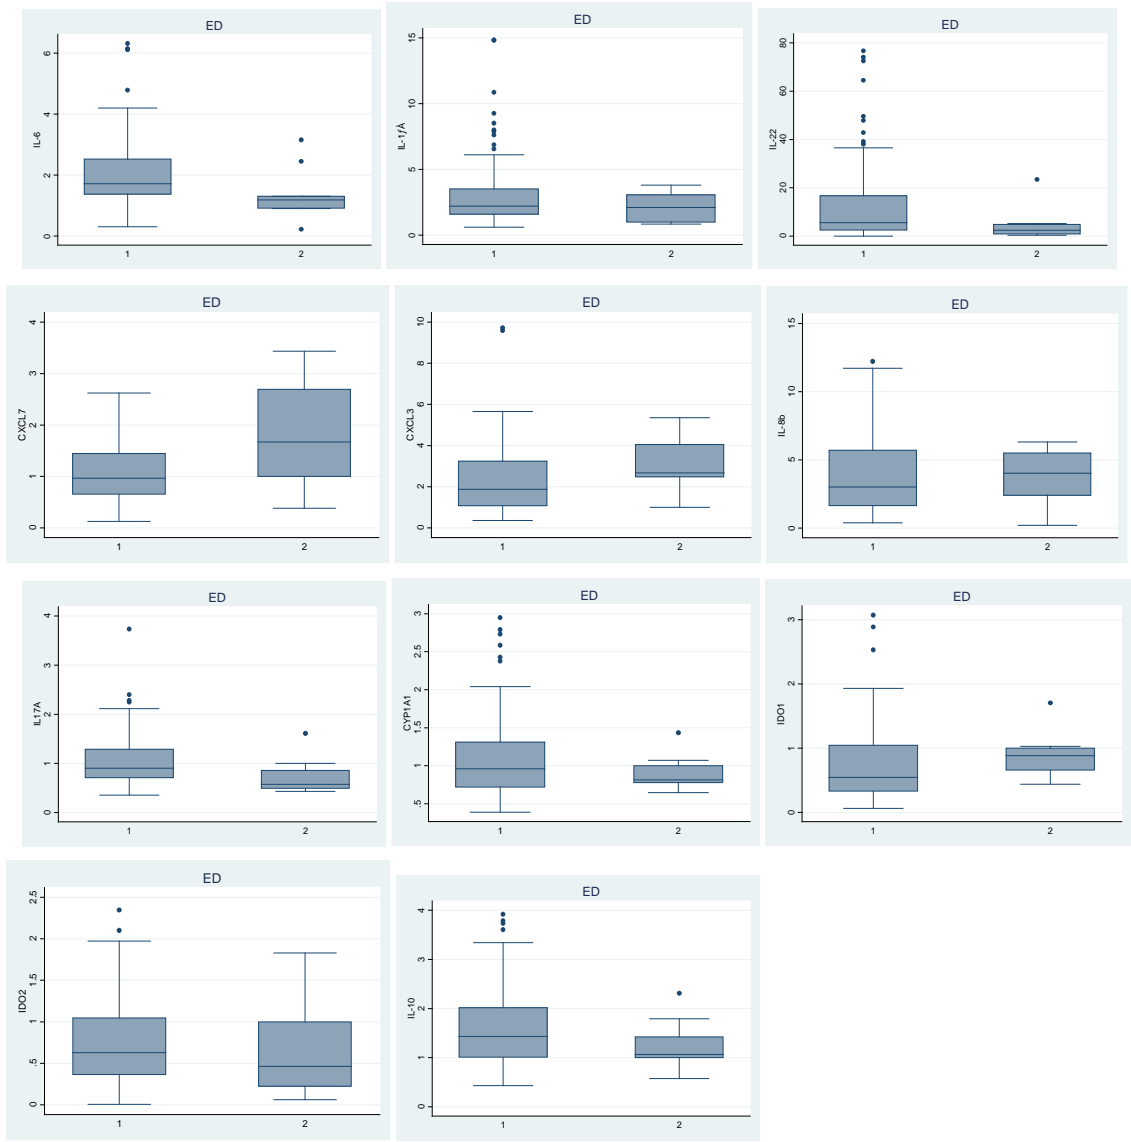 ED
IL-6
0 2 4 6
1 2
ED
IL-1ƒÀ
0 5 10 15
1 2
ED
IL-22
0 20 40 60 80
1 2
ED
CXCL7
0 1 2 3 4
1 2
ED
CXCL3
0 2 4 6 8 10
1 2
ED
IL-8b
0 5 10 15
1 2
ED
IL17A
0 1 2 3 4
1 2
ED
CYP1A1
.5 1 1.5 2 2.5 3
1 2
ED
IDO1
0 1 2 3
1 2
ED
IDO2
0 .5 1 1.5 2 2.5
1 2
ED
IL-10
0 1 2 3 4
1 2